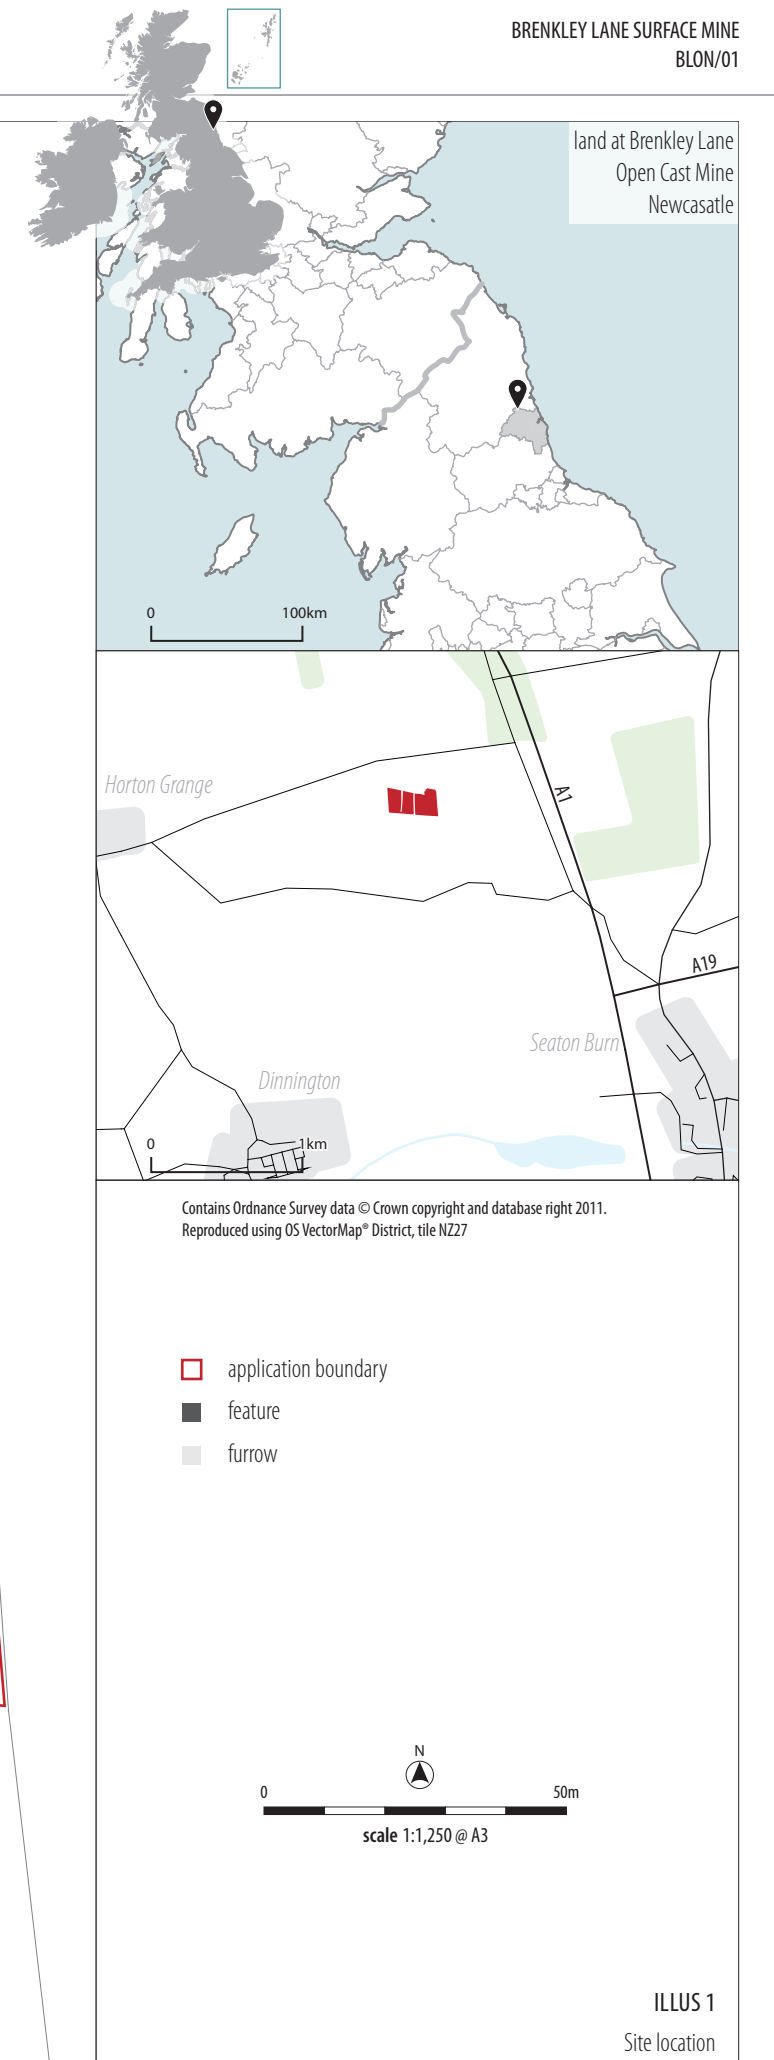 BRENKLEY LANE SURFACE MINE
BLON/01
land at Brenkley Lane
Open Cast Mine
Newcasatle
0 100km
Horton Grange
A1
A19
Seaton Burn
Dinnington
0 1km
Contains Ordnance Survey data © Crown copyright and database right 2011.
Reproduced using OS VectorMap® District, tile NZ27
application boundary
feature
furrow
N
0 50m
scale 1:1,250 @ A3
ILLUS 1
Site location